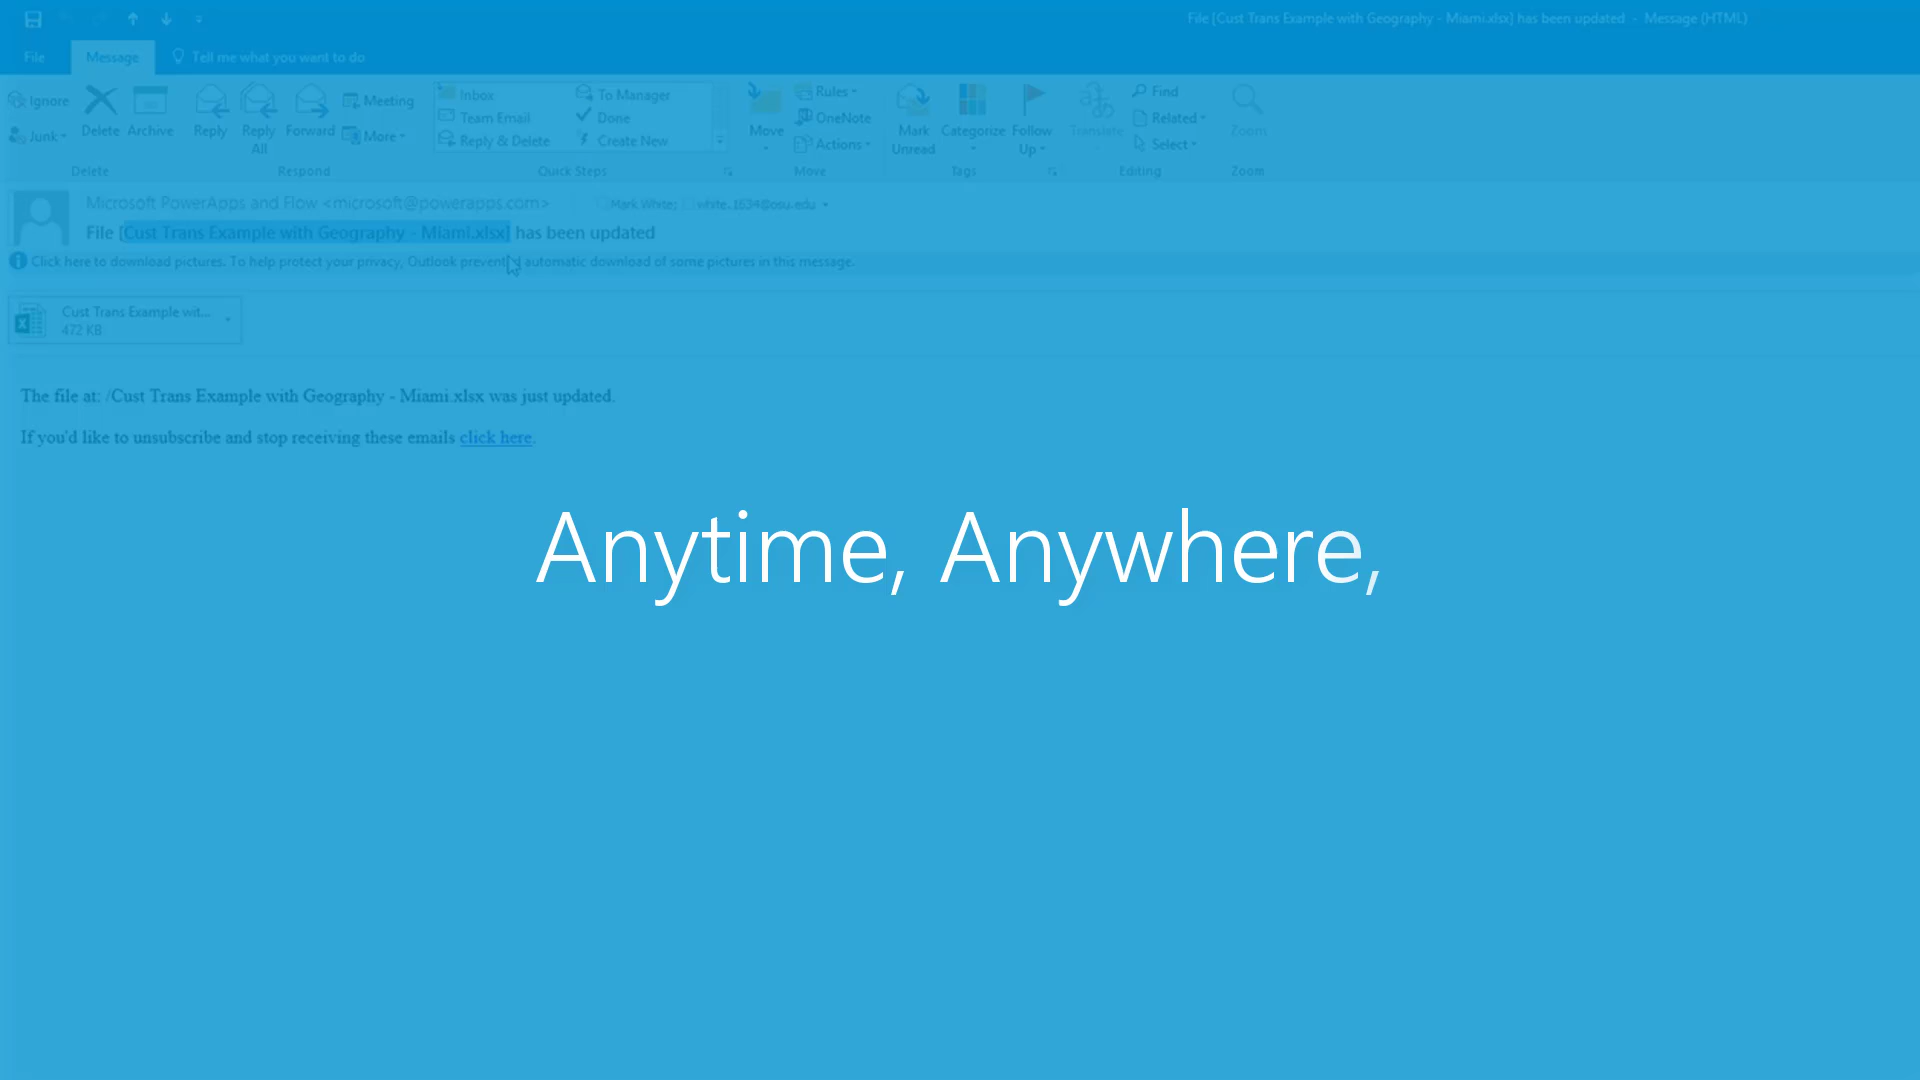 File [Cust Trans Example with Geography - Miami.xlsx] has been updated - Message (HTML)
File Message Tell me what you want to do
Ignore
Junk
Delete
Archive
Reply
Reply All
Forward
Meeting
More
Inbox
Team Email
Reply & Delete
To Manager
Done
Create New
Move
Rules
OneNote
Actions
Mark Unread
Categorize
Follow Up
Translate
Find
Related
Select
Zoom
Delete Respond Quick Steps Move Tags Editing Zoom
Microsoft PowerApps and Flow <microsoft@powerapps.com> Mark White; white.1634@osu.edu
File [Cust Trans Example with Geography - Miami.xlsx] has been updated
Click here to download pictures. To help protect your privacy, Outlook prevented automatic download of some pictures in this message.
Cust Trans Example wit...
472 KB
The file at: /Cust Trans Example with Geography - Miami.xlsx was just updated.
If you'd like to unsubscribe and stop receiving these emails click here.
Anytime, Anywhere,